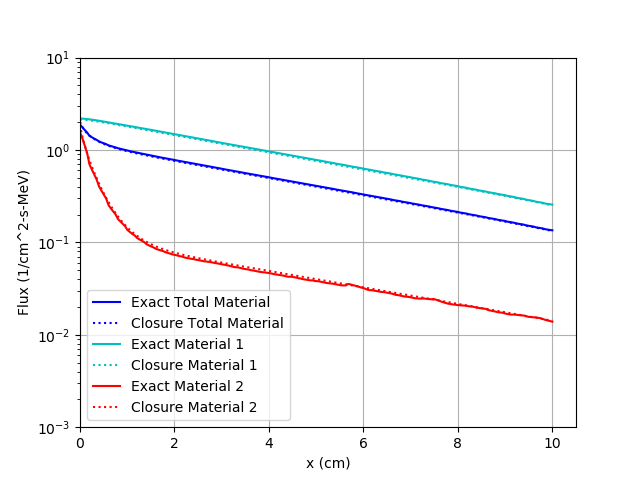 10^1
10^0
10^−1
10^−2
10^−3
Flux (1/cm^2-s-MeV)
Exact Total Material
Closure Total Material
Exact Material 1
Closure Material 1
Exact Material 2
Closure Material 2
0 2 4 6 8 10
x (cm)